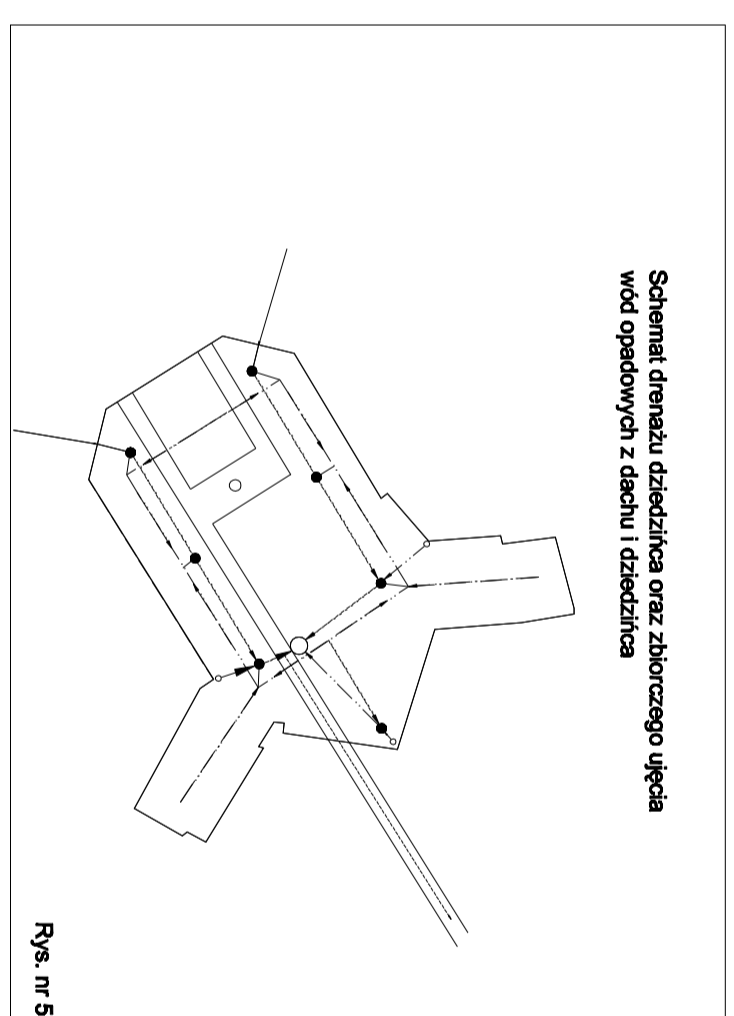 Schemat drenażu dziedzińca oraz zbiorczego ujęcia
wód opadowych z dachu i dziedzińca
Rys. nr 5